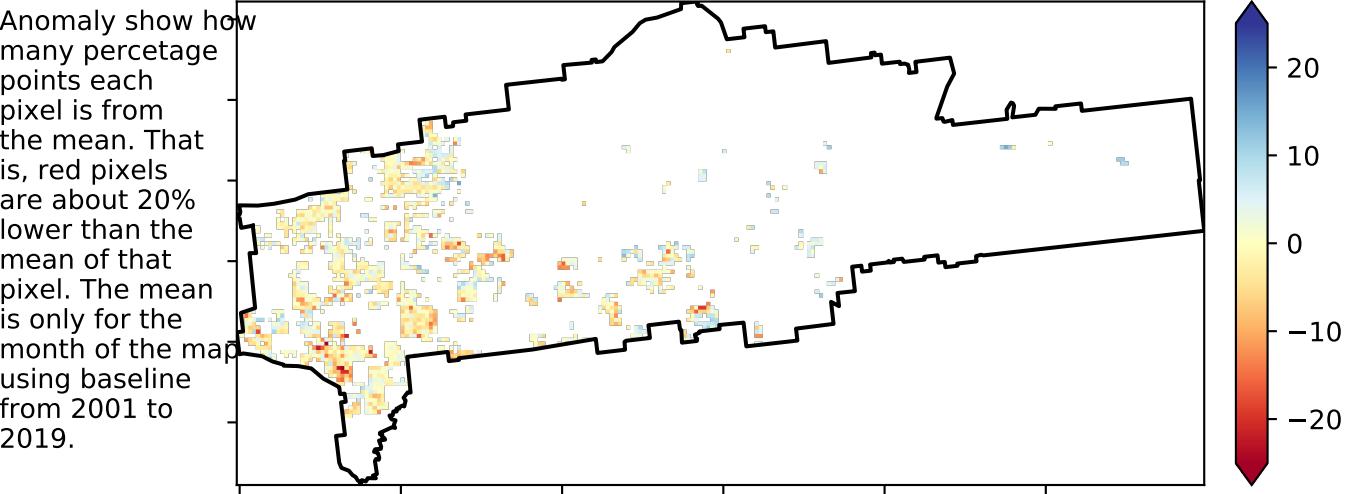 Anomaly show how
many percetage
points each
pixel is from
the mean. That
is, red pixels
are about 20%
lower than the
mean of that
pixel. The mean
is only for the
month of the map
using baseline
from 2001 to
2019.
20
10
0
−10
−20